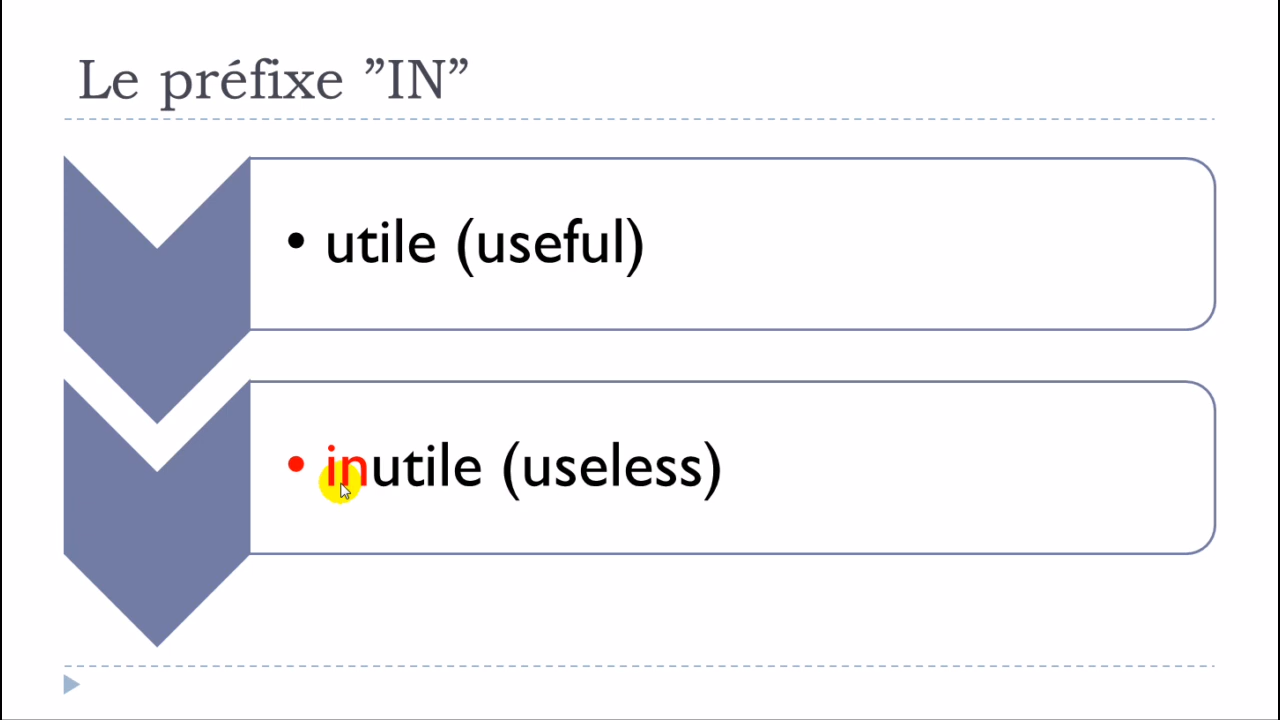 Le préfixe ”IN”
• utile (useful)
• inutile (useless)